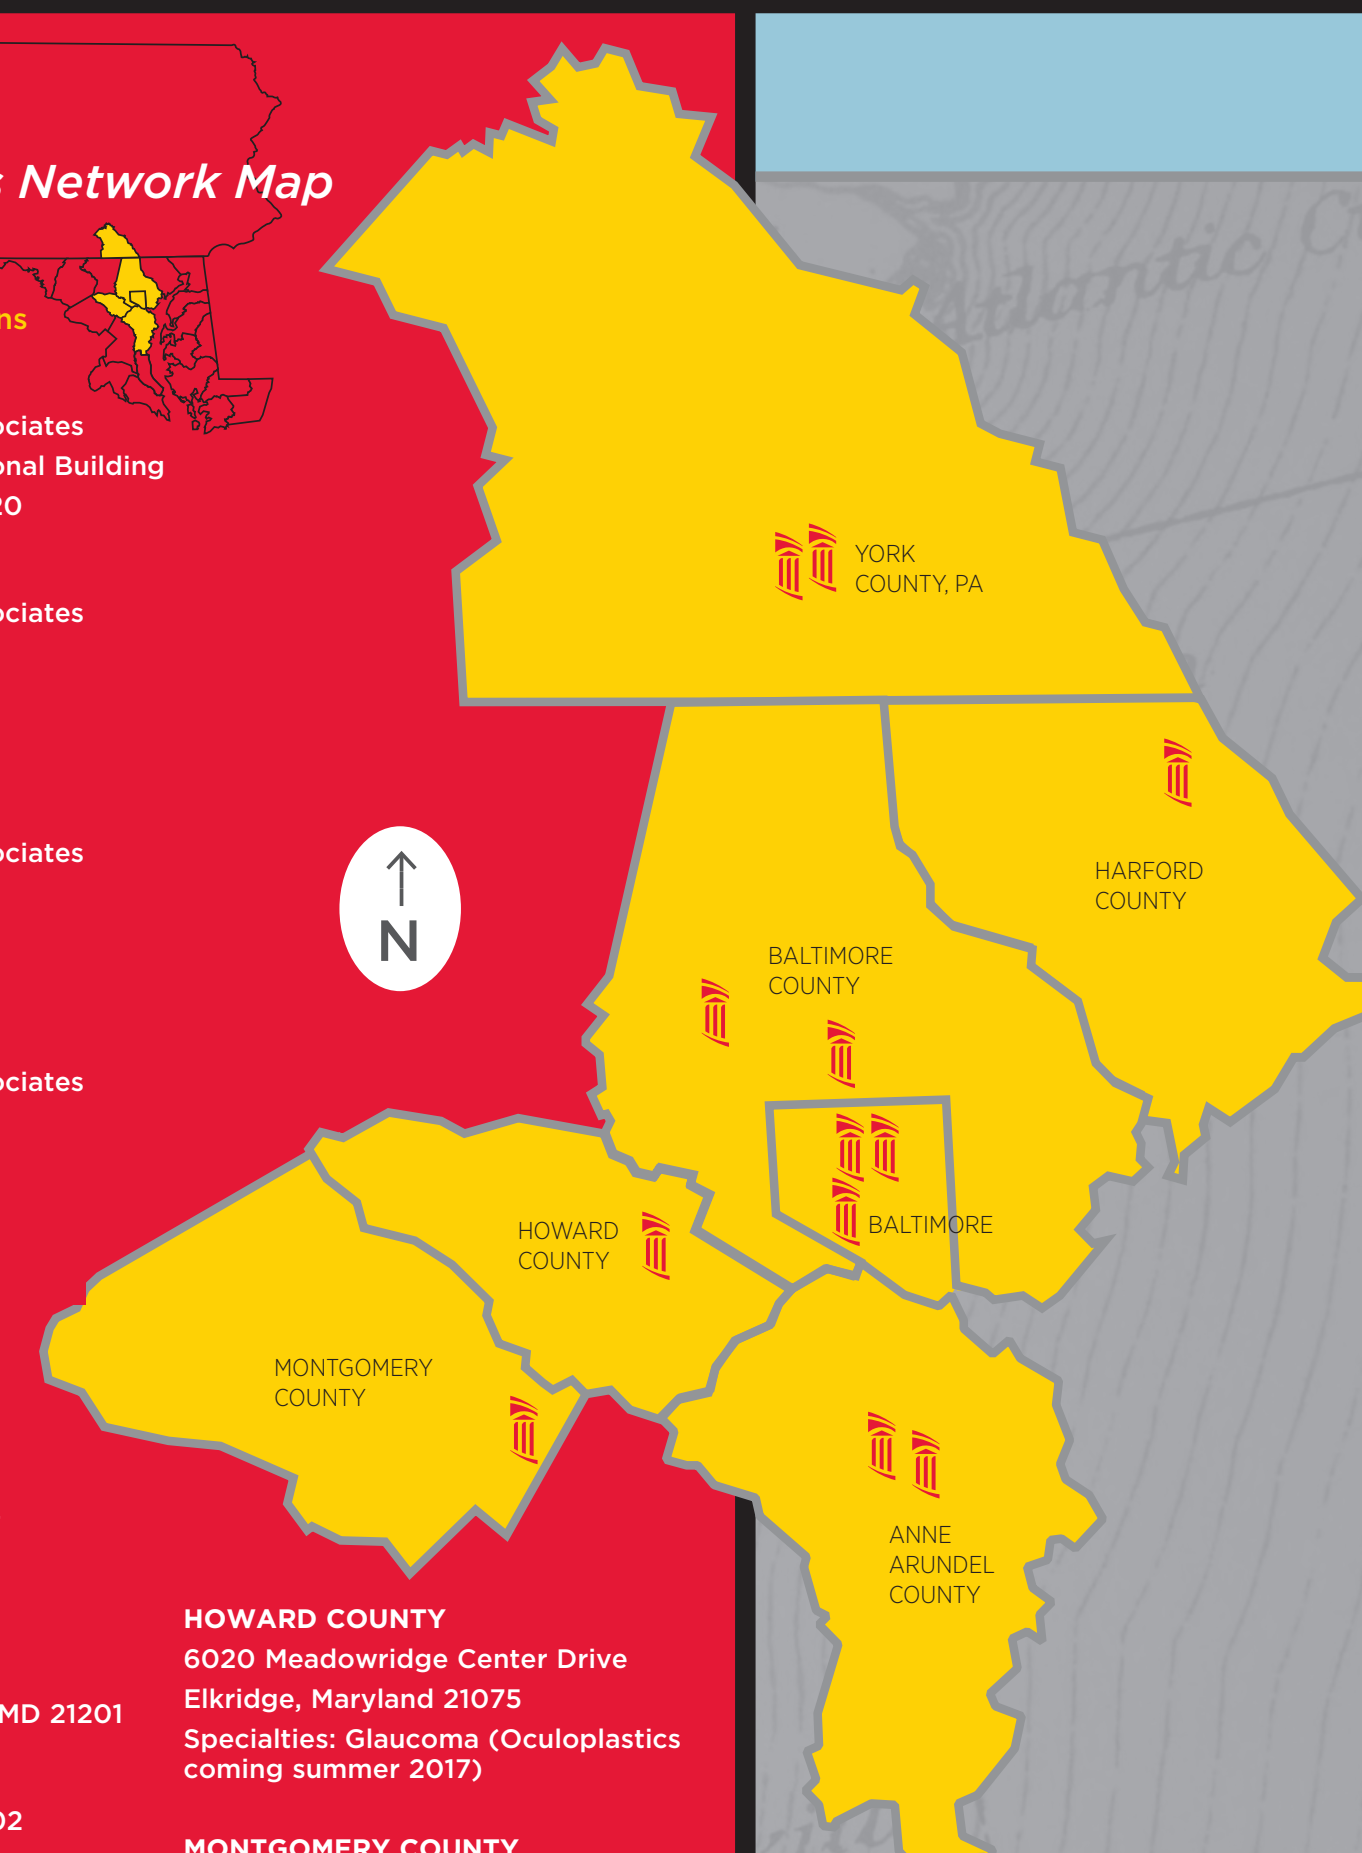 Network Map
ns
ociates
onal Building
20
ociates
ociates
ociates
MD 21201
02
HOWARD COUNTY
6020 Meadowridge Center Drive
Elkridge, Maryland 21075
Specialties: Glaucoma (Oculoplastics
coming summer 2017)
MONTGOMERY COUNTY
N
YORK
COUNTY, PA
HARFORD
COUNTY
BALTIMORE
COUNTY
BALTIMORE
HOWARD
COUNTY
MONTGOMERY
COUNTY
ANNE
ARUNDEL
COUNTY
Atlantic